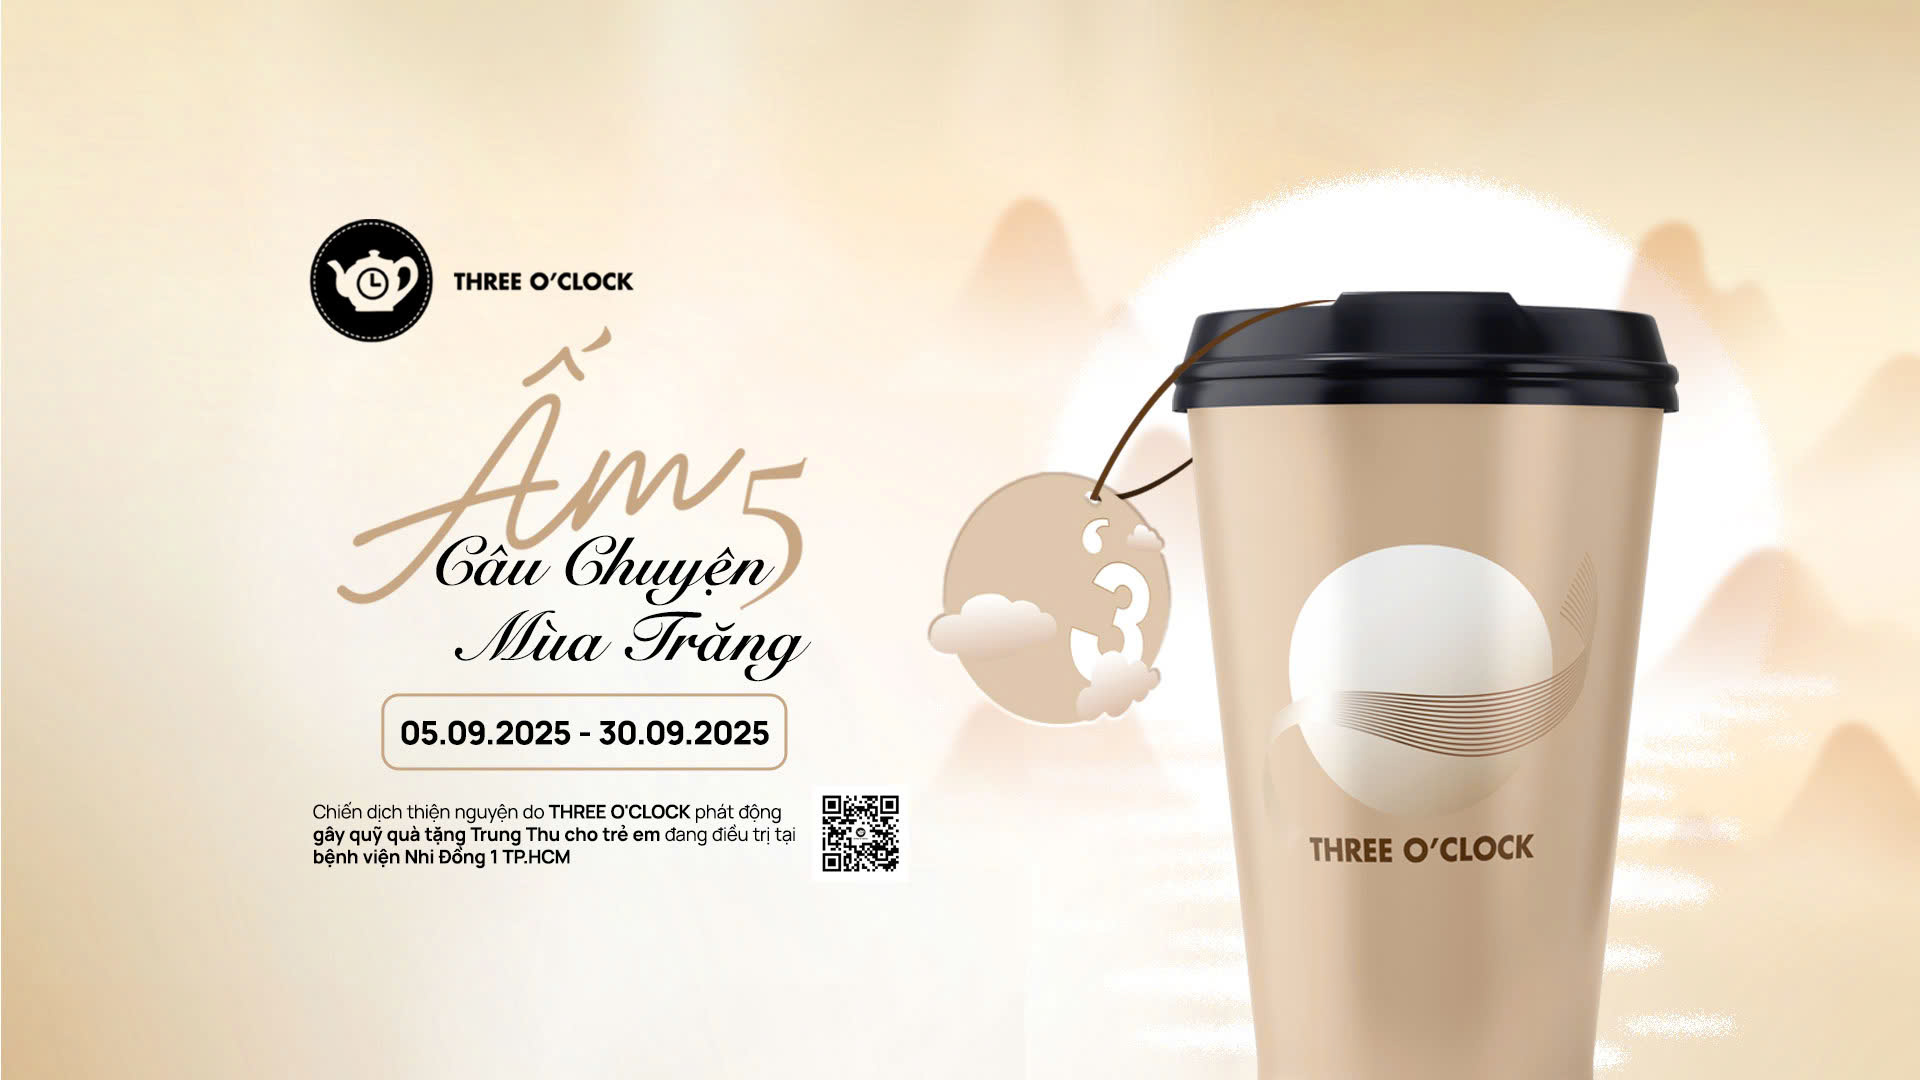 THREE O'CLOCK
Ấm 5
Câu Chuyện
Mùa Trăng
05.09.2025 - 30.09.2025
Chiến dịch thiện nguyện do THREE O'CLOCK phát động
gây quỹ quà tặng Trung Thu cho trẻ em đang điều trị tại
bệnh viện Nhi Đồng 1 TP.HCM
‘3
THREE O'CLOCK